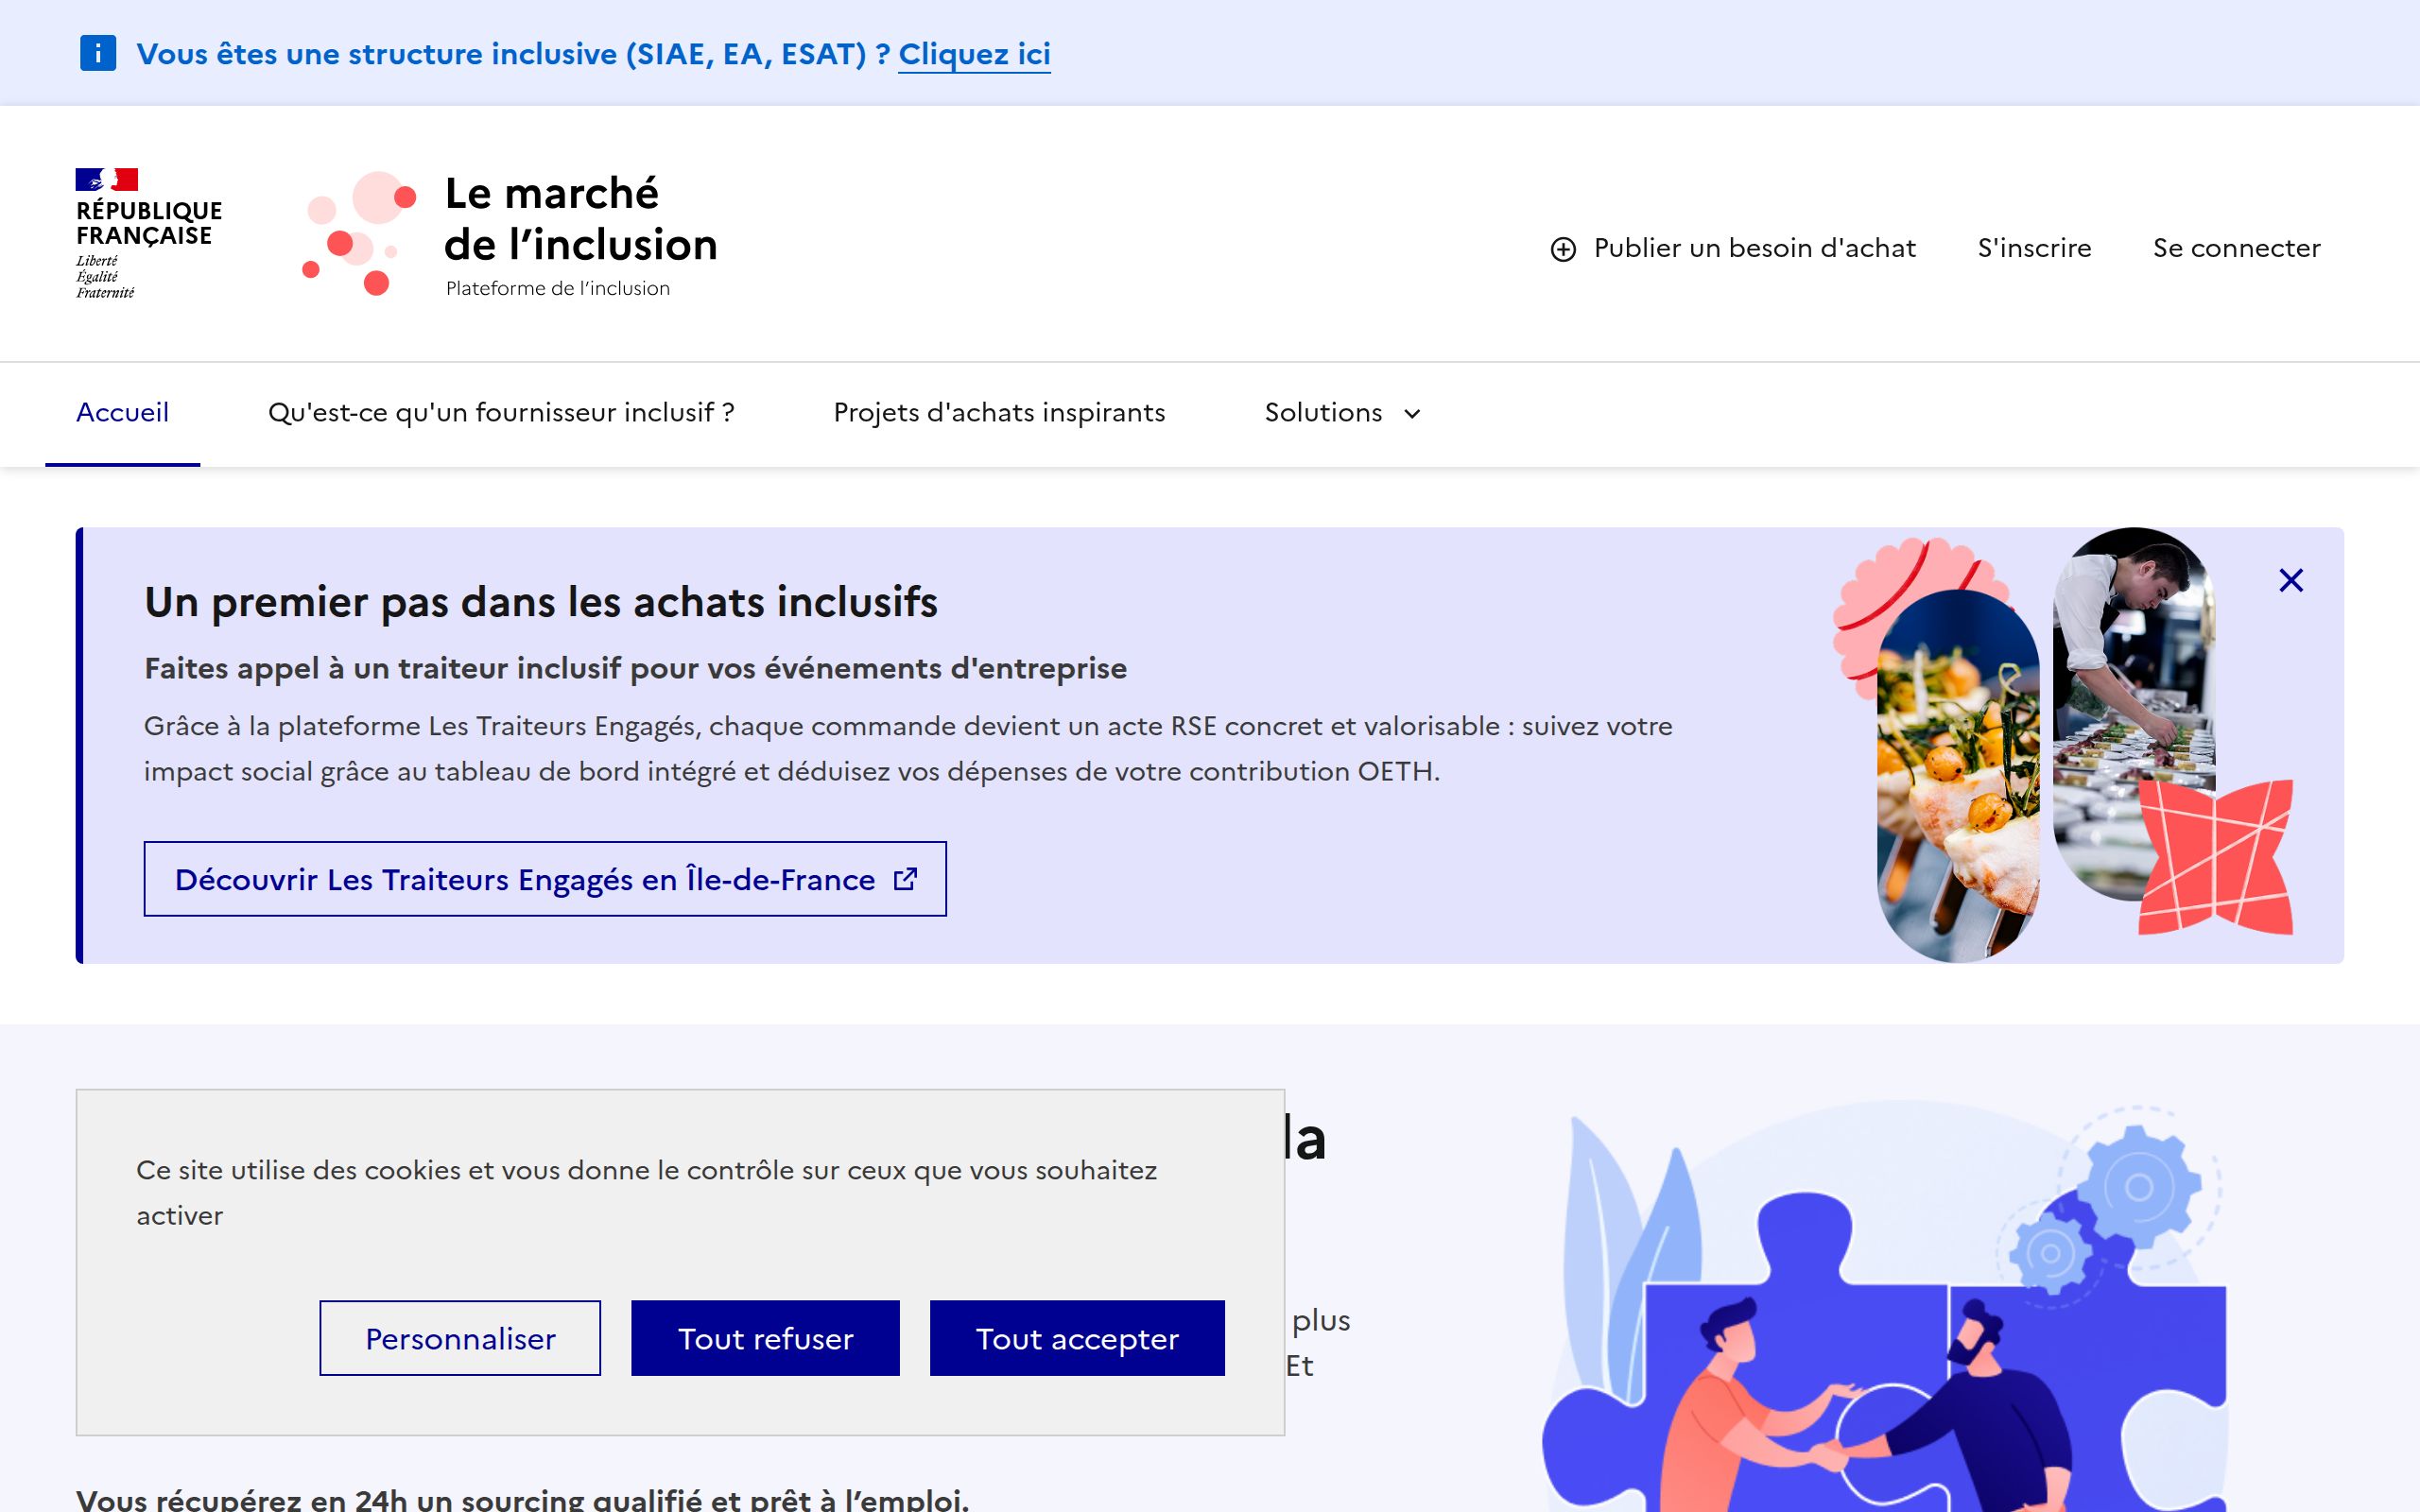 Vous êtes une structure inclusive (SIAE, EA, ESAT) ? Cliquez ici
RÉPUBLIQUE
FRANÇAISE
Liberté
Égalité
Fraternité
Le marché
de l’inclusion
Plateforme de l’inclusion
Publier un besoin d'achat
S'inscrire
Se connecter
Accueil
Qu'est-ce qu'un fournisseur inclusif ?
Projets d'achats inspirants
Solutions
Un premier pas dans les achats inclusifs
Faites appel à un traiteur inclusif pour vos événements d'entreprise
Grâce à la plateforme Les Traiteurs Engagés, chaque commande devient un acte RSE concret et valorisable : suivez votre
impact social grâce au tableau de bord intégré et déduisez vos dépenses de votre contribution OETH.
Découvrir Les Traiteurs Engagés en Île-de-France
la
Ce site utilise des cookies et vous donne le contrôle sur ceux que vous souhaitez
activer
plus
Et
Personnaliser
Tout refuser
Tout accepter
Vous récupérez en 24h un sourcing qualifié et prêt à l’emploi.